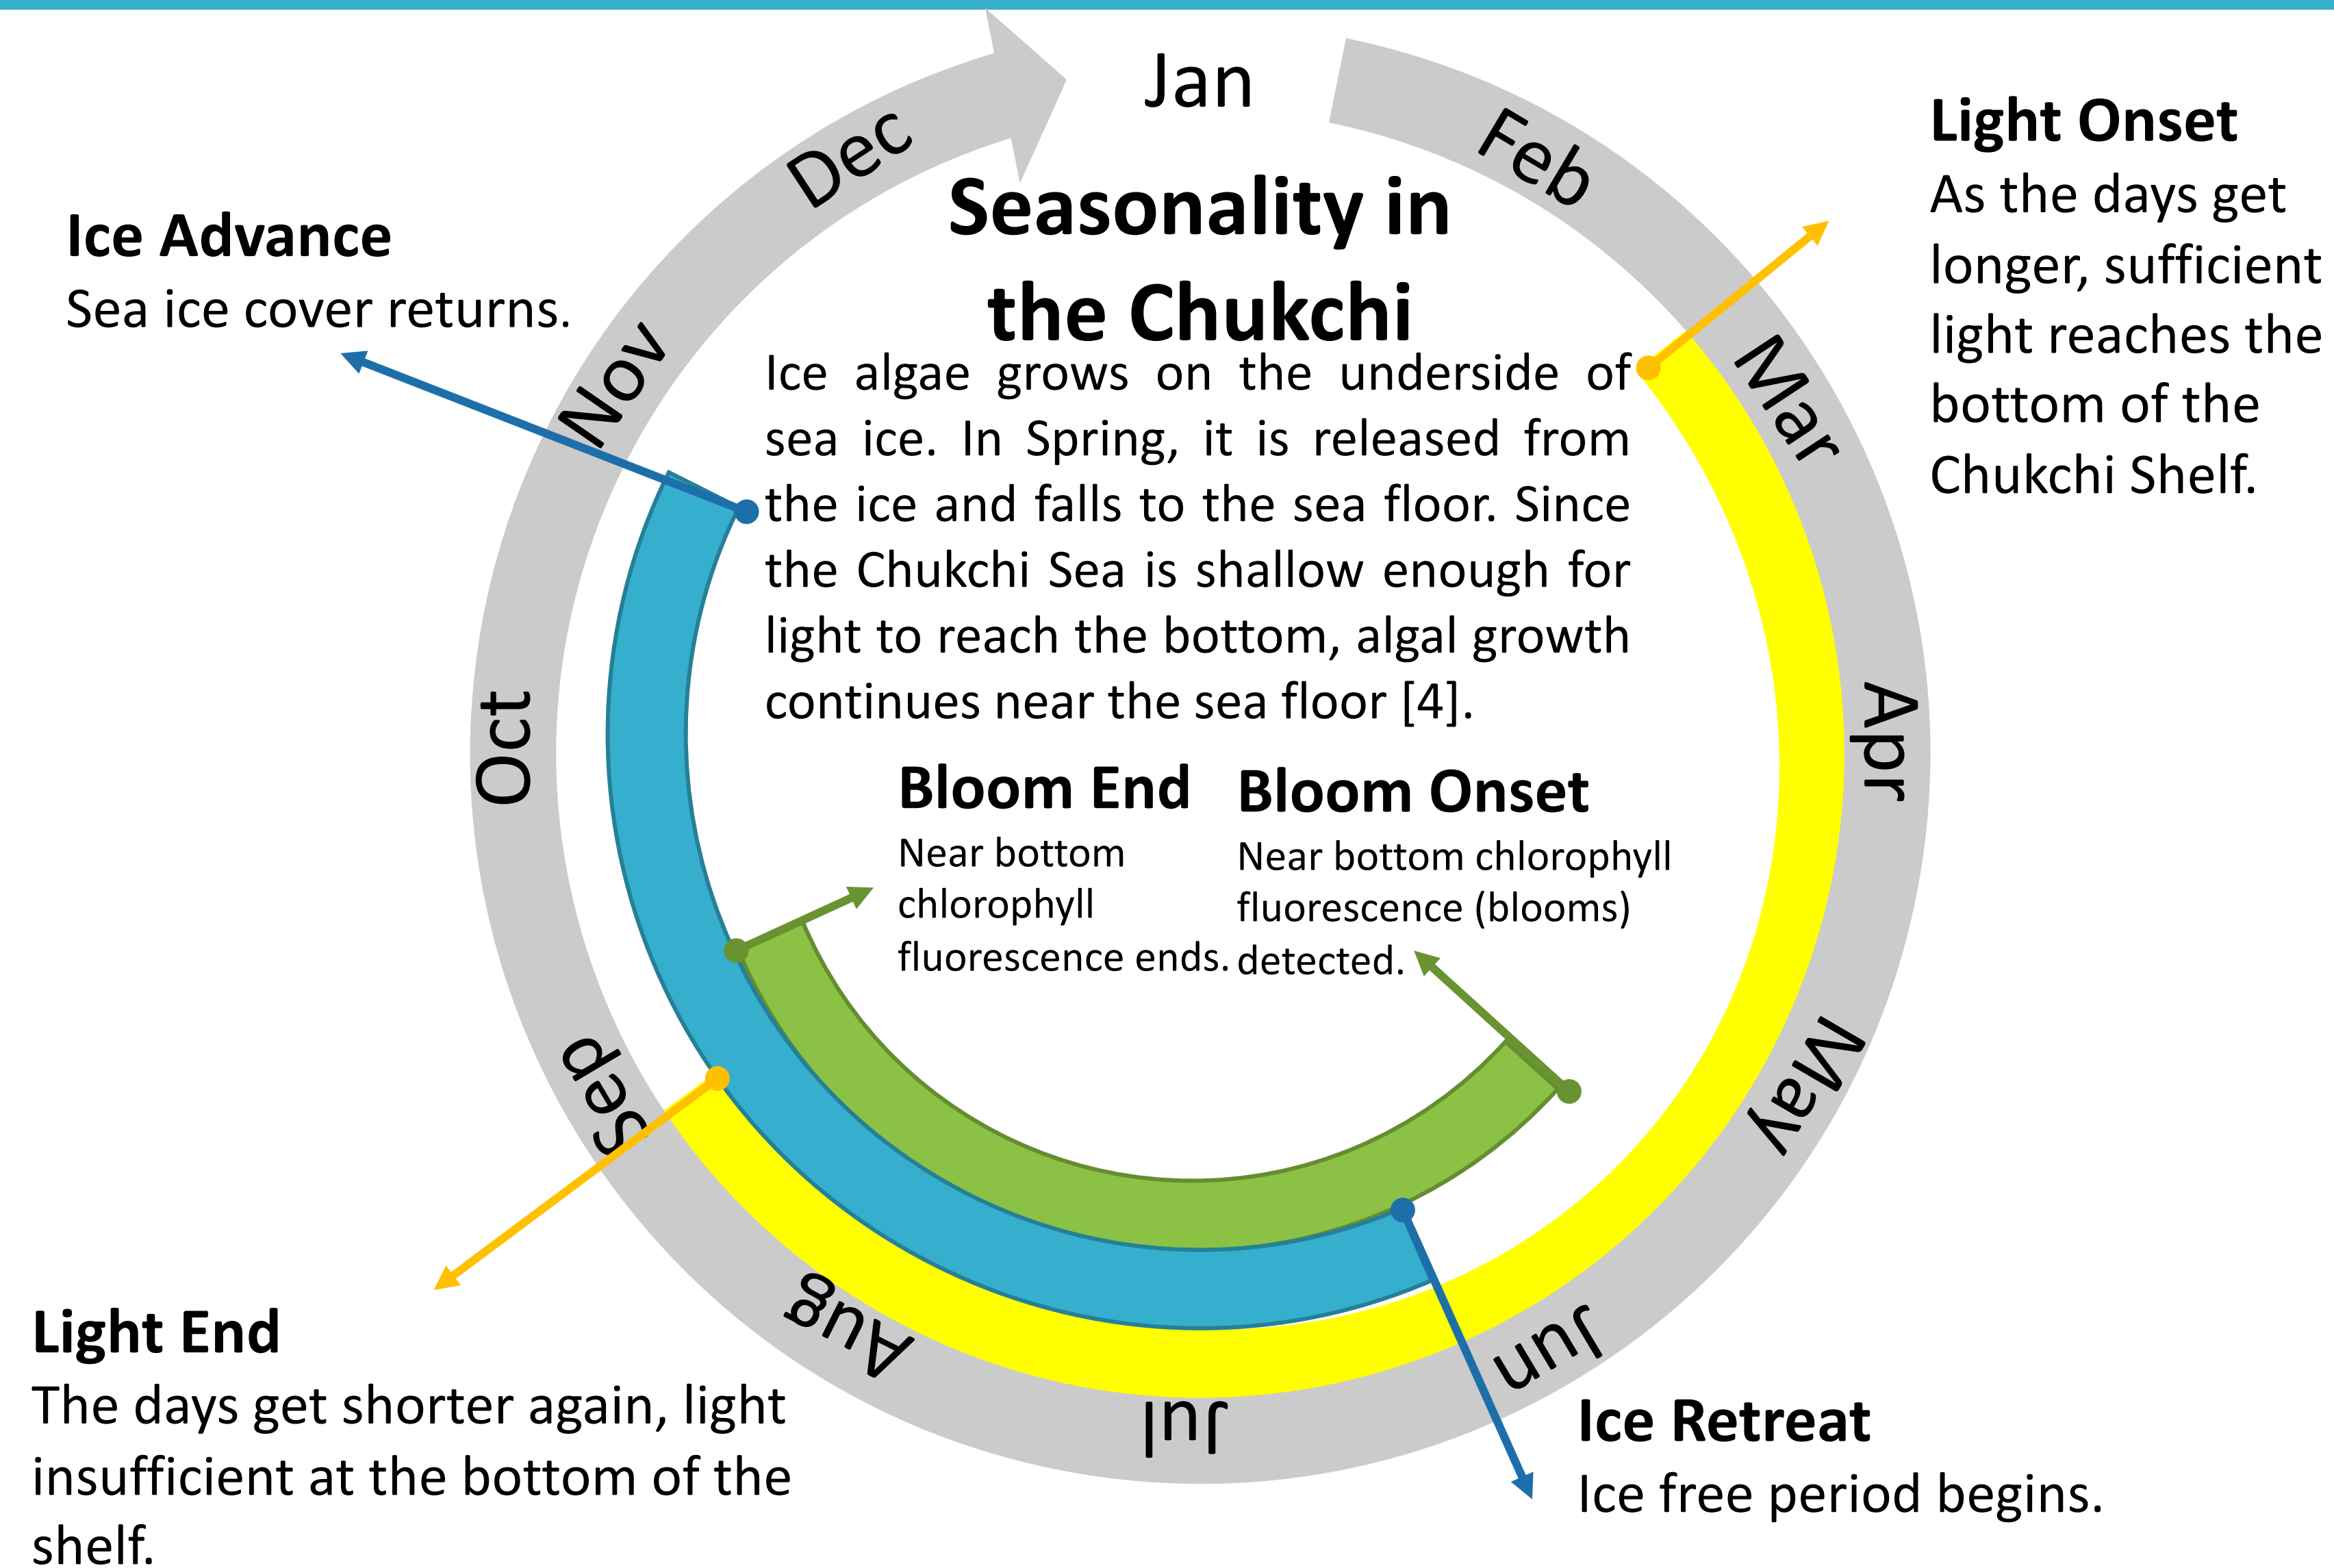 Jan
Feb
Mar
Apr
May
Jun
Jul
Aug
Sep
Oct
Nov
Dec
Seasonality in
the Chukchi
Ice algae grows on the underside of
sea ice. In Spring, it is released from
the ice and falls to the sea floor. Since
the Chukchi Sea is shallow enough for
light to reach the bottom, algal growth
continues near the sea floor [4].
Light Onset
As the days get
longer, sufficient
light reaches the
bottom of the
Chukchi Shelf.
Ice Advance
Sea ice cover returns.
Bloom End
Near bottom
chlorophyll
fluorescence ends.
Bloom Onset
Near bottom chlorophyll
fluorescence (blooms)
detected.
Light End
The days get shorter again, light
insufficient at the bottom of the
shelf.
Ice Retreat
Ice free period begins.